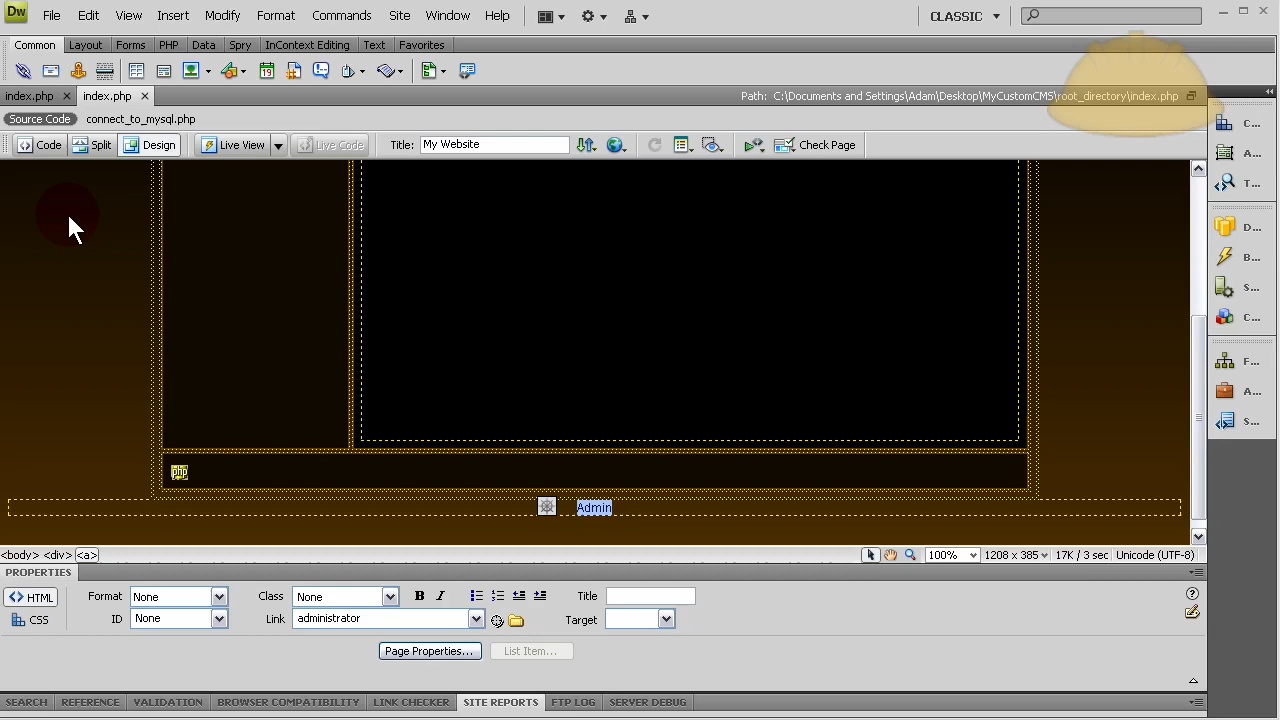 Dw File Edit View Insert Modify Format Commands Site Window Help CLASSIC
Common Layout Forms PHP Data Spry InContext Editing Text Favorites
index.php index.php Path: C:\Documents and Settings\Adam\Desktop\MyCustomCMS\root_directory\index.php
Source Code connect_to_mysql.php
Code Split Design Live View Live Code Title: My Website Check Page
C...
A...
T...
D...
B...
S...
C...
F...
A...
S...
php
Admin
<body> <div> <a> 100% 1208 x 385 17K / 3 sec Unicode (UTF-8)
PROPERTIES
HTML Format None Class None B I Title
CSS ID None Link administrator Target
Page Properties... List Item...
SEARCH REFERENCE VALIDATION BROWSER COMPATIBILITY LINK CHECKER SITE REPORTS FTP LOG SERVER DEBUG